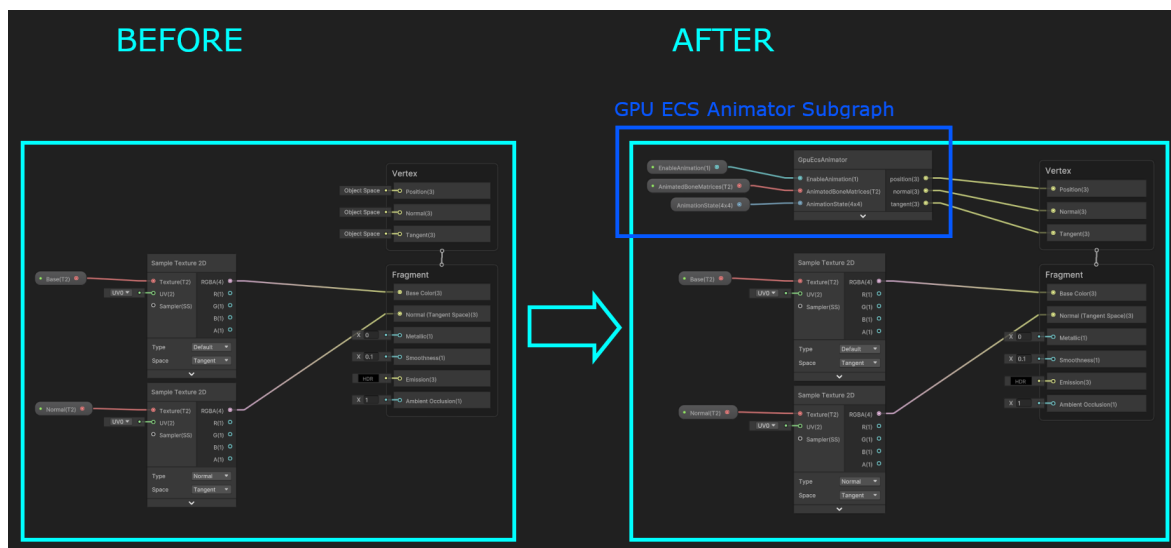 BEFORE
AFTER
GPU ECS Animator Subgraph
Vertex
Object Space
Position(3)
Object Space
Normal(3)
Object Space
Tangent(3)
Fragment
Base Color(3)
Normal (Tangent Space)(3)
X 0
Metallic(1)
X 0.1
Smoothness(1)
HDR
Emission(3)
X 1
Ambient Occlusion(1)
Base(T2)
Sample Texture 2D
Texture(T2)
RGBA(4)
UV0
UV(2)
R(1)
Sampler(SS)
G(1)
B(1)
A(1)
Type
Default
Space
Tangent
Normal(T2)
Sample Texture 2D
Texture(T2)
RGBA(4)
UV0
UV(2)
R(1)
Sampler(SS)
G(1)
B(1)
A(1)
Type
Normal
Space
Tangent
EnableAnimation(1)
AnimatedBoneMatrices(T2)
AnimationState(4x4)
GpuEcsAnimator
EnableAnimation(1)
position(3)
AnimatedBoneMatrices(T2)
normal(3)
AnimationState(4x4)
tangent(3)
Vertex
Position(3)
Normal(3)
Tangent(3)
Fragment
Base Color(3)
Normal (Tangent Space)(3)
X 0
Metallic(1)
X 0.1
Smoothness(1)
HDR
Emission(3)
X 1
Ambient Occlusion(1)
Base(T2)
Sample Texture 2D
Texture(T2)
RGBA(4)
UV0
UV(2)
R(1)
Sampler(SS)
G(1)
B(1)
A(1)
Type
Default
Space
Tangent
Normal(T2)
Sample Texture 2D
Texture(T2)
RGBA(4)
UV0
UV(2)
R(1)
Sampler(SS)
G(1)
B(1)
A(1)
Type
Normal
Space
Tangent